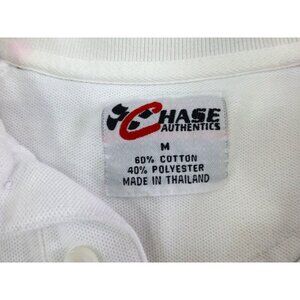 CHASE
AUTHENTICS
M
60% COTTON
40% POLYESTER
MADE IN THAILAND